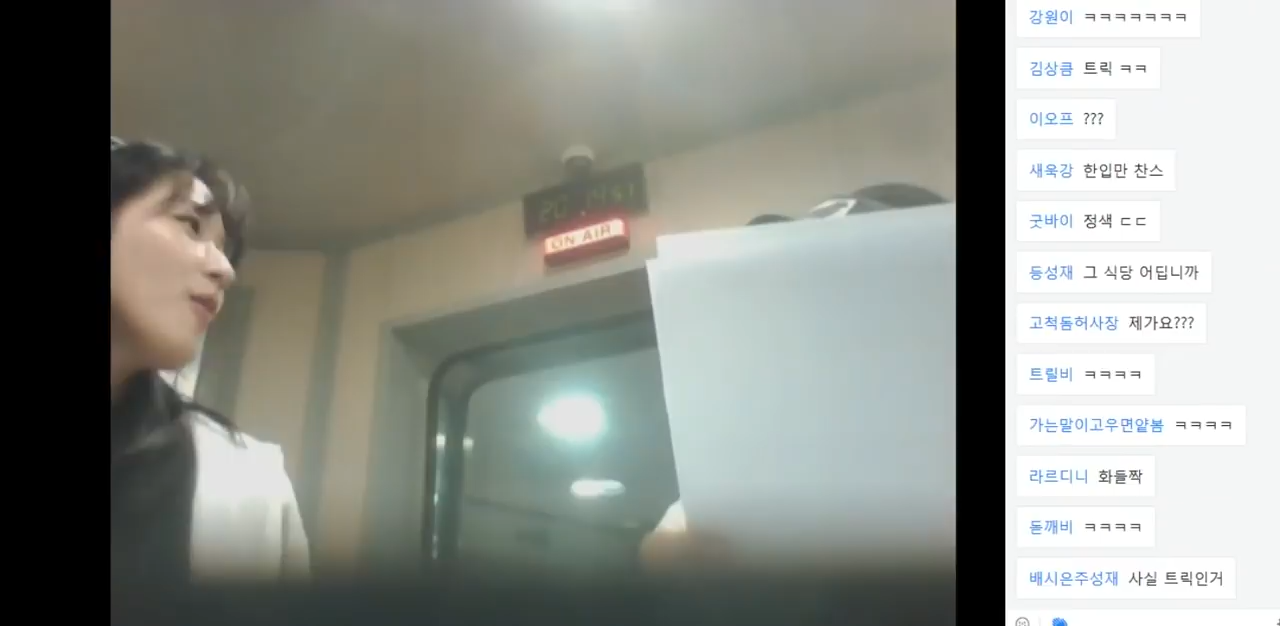 ON AIR
강원이 ㅋㅋㅋㅋㅋㅋㅋ
김상큼 트릭 ㅋㅋ
이오프 ???
새욱강 한입만 찬스
굿바이 정색 ㄷㄷ
등성재 그 식당 어딥니까
고척돔허사장 제가요???
트릴비 ㅋㅋㅋㅋ
가는말이고우면얕봄 ㅋㅋㅋㅋ
라르디니 화들짝
돋깨비 ㅋㅋㅋㅋ
배시은주성재 사실 트릭인거